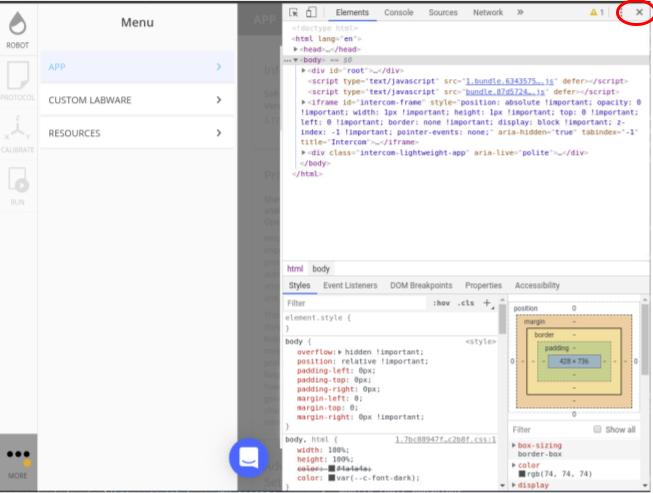 ROBOT
PROTOCOL
CALIBRATE
RUN
MORE
Menu
APP
CUSTOM LABWARE
RESOURCES
APP
Elements Console Sources Network » 1
<!doctype html>
<html lang="en">
<head>…</head>
<body> == $0
<div id="root">…</div>
<script type="text/javascript" src="1.bundle.6343575….js" defer></script>
<script type="text/javascript" src="bundle.87d5724….js" defer></script>
<iframe id="intercom-frame" style="position: absolute !important; opacity: 0
!important; width: 1px !important; height: 1px !important; top: 0 !important;
left: 0 !important; border: none !important; display: block !important; z-
index: -1 !important; pointer-events: none;" aria-hidden="true" tabindex="-1"
title="Intercom">…</iframe>
<div class="intercom-lightweight-app" aria-live="polite">…</div>
</body>
</html>
html body
Styles Event Listeners DOM Breakpoints Properties Accessibility
Filter :hov .cls +
element.style {
}
body { <style>
overflow: hidden !important;
position: relative !important;
padding-left: 0px;
padding-top: 0px;
padding-right: 0px;
margin-left: 0;
margin-top: 0;
margin-right: 0px !important;
}
body, html { 1.7bc88947f…c2b8f.css:1
width: 100%;
height: 100%;
color: #4a4a4a;
color: var(--c-font-dark);
}
position 0
margin -
border -
padding -
0 - - - 428 × 736 - - - 0
-
-
-
0
Filter Show all
box-sizing
border-box
color
rgb(74, 74, 74)
display